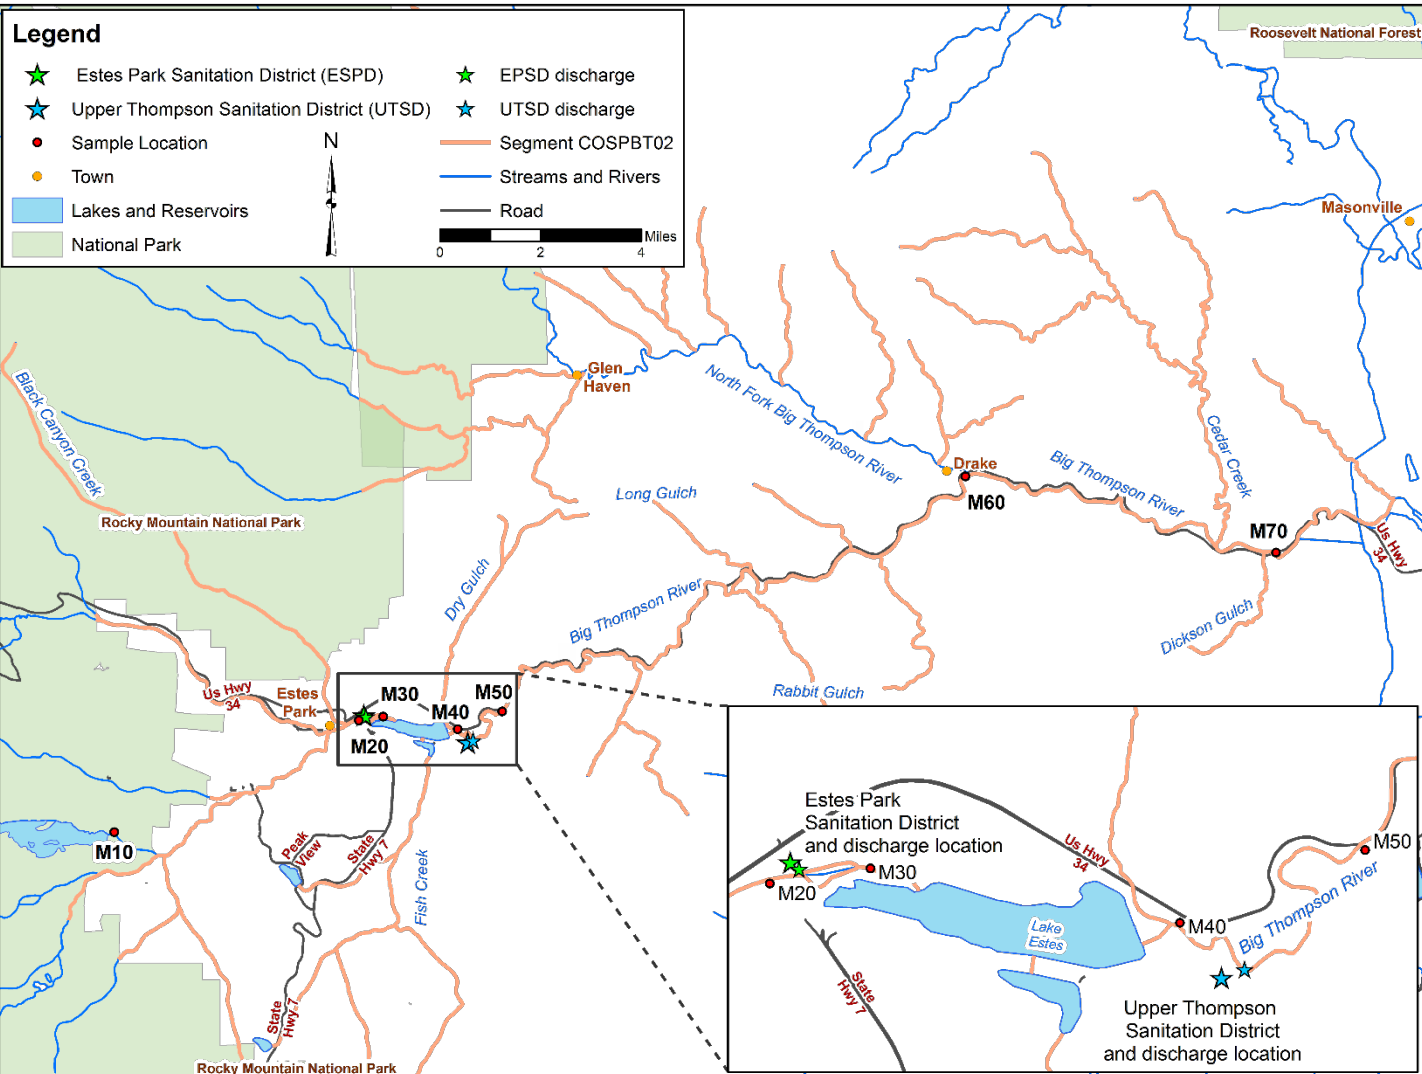 Legend
Estes Park Sanitation District (ESPD)
Upper Thompson Sanitation District (UTSD)
Sample Location
Town
Lakes and Reservoirs
National Park
N
EPSD discharge
UTSD discharge
Segment COSPBT02
Streams and Rivers
Road
Miles
0 2 4
Roosevelt National Forest
Masonville
Glen
Haven
Black Canyon Creek
North Fork Big Thompson River
Cedar Creek
Drake
Big Thompson River
M60
Long Gulch
Rocky Mountain National Park
M70
Us Hwy
34
Dry Gulch
Big Thompson River
Dickson Gulch
Rabbit Gulch
Us Hwy
34
Estes
Park
M30
M50
M40
M20
M10
Peak
View
State
Hwy 7
Fish Creek
State
Hwy 7
Rocky Mountain National Park
Estes Park
Sanitation District
and discharge location
Us Hwy
34
M50
M30
M20
M40
Big Thompson River
Lake
Estes
State
Hwy 7
Upper Thompson
Sanitation District
and discharge location